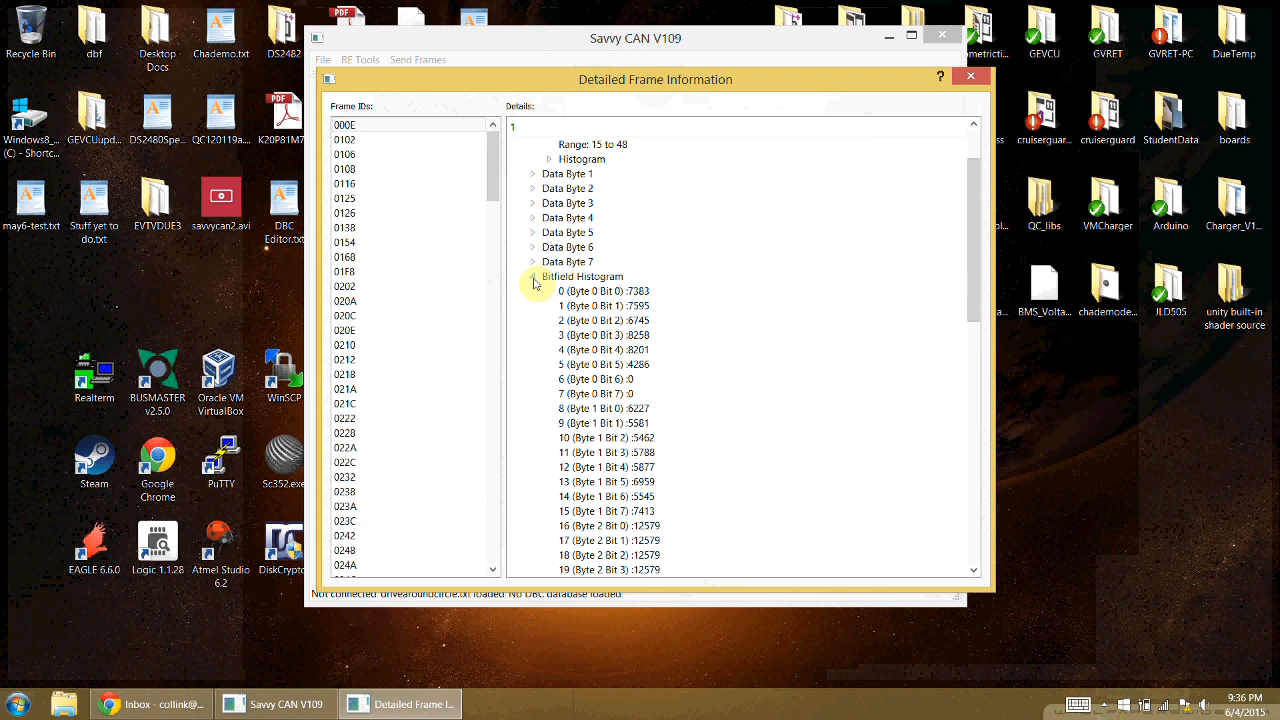 Recycle Bin
dbf
Desktop Docs
Chademo.txt
DS2482
GEVCU
GVRET
GVRET-PC
DueTemp
Windows8_... (C) - Shortc...
GEVCUupd...
DS2480Spe...
QC120119a...
K20P81M7
cruiserguar...
cruiserguard
StudentData
boards
may6-test.txt
Stuff yet to do.txt
EVTVDUE3
savvycan2.avi
DBC Editor.txt
QC_libs
VMCharger
Arduino
Charger_V1...
BMS_Volta...
chademode...
JLD505
unity built-in shader source
Realterm
BUSMASTER v2.5.0
Oracle VM VirtualBox
WinSCP
Steam
Google Chrome
PuTTY
Sc352.exe
EAGLE 6.6.0
Logic 1.1.28
Atmel Studio 6.2
DiskCrypto
Savvy CAN V109
File RE Tools Send Frames
Detailed Frame Information
Frame IDs:
000E
0102
0106
0108
0116
0125
0126
0138
0154
0168
01F8
0202
020A
020C
020E
0210
0212
0218
021A
021C
0222
0228
022A
022C
0232
0238
023A
023C
0242
0248
024A
Details:
1
Range: 15 to 48
Histogram
Data Byte 1
Data Byte 2
Data Byte 3
Data Byte 4
Data Byte 5
Data Byte 6
Data Byte 7
Bitfield Histogram
0 (Byte 0 Bit 0) :7383
1 (Byte 0 Bit 1) :7595
2 (Byte 0 Bit 2) :6745
3 (Byte 0 Bit 3) :8258
4 (Byte 0 Bit 4) :8201
5 (Byte 0 Bit 5) :4286
6 (Byte 0 Bit 6) :0
7 (Byte 0 Bit 7) :0
8 (Byte 1 Bit 0) :6227
9 (Byte 1 Bit 1) :5581
10 (Byte 1 Bit 2) :5462
11 (Byte 1 Bit 3) :5788
12 (Byte 1 Bit 4) :5877
13 (Byte 1 Bit 5) :6959
14 (Byte 1 Bit 6) :5545
15 (Byte 1 Bit 7) :7413
16 (Byte 2 Bit 0) :12579
17 (Byte 2 Bit 1) :12579
18 (Byte 2 Bit 2) :12579
19 (Byte 2 Bit 3) :12579
Not connected drivearoundcircle.txt loaded No DBC database loaded
Inbox - collink@...
Savvy CAN V109
Detailed Frame I...
9:36 PM
6/4/2015